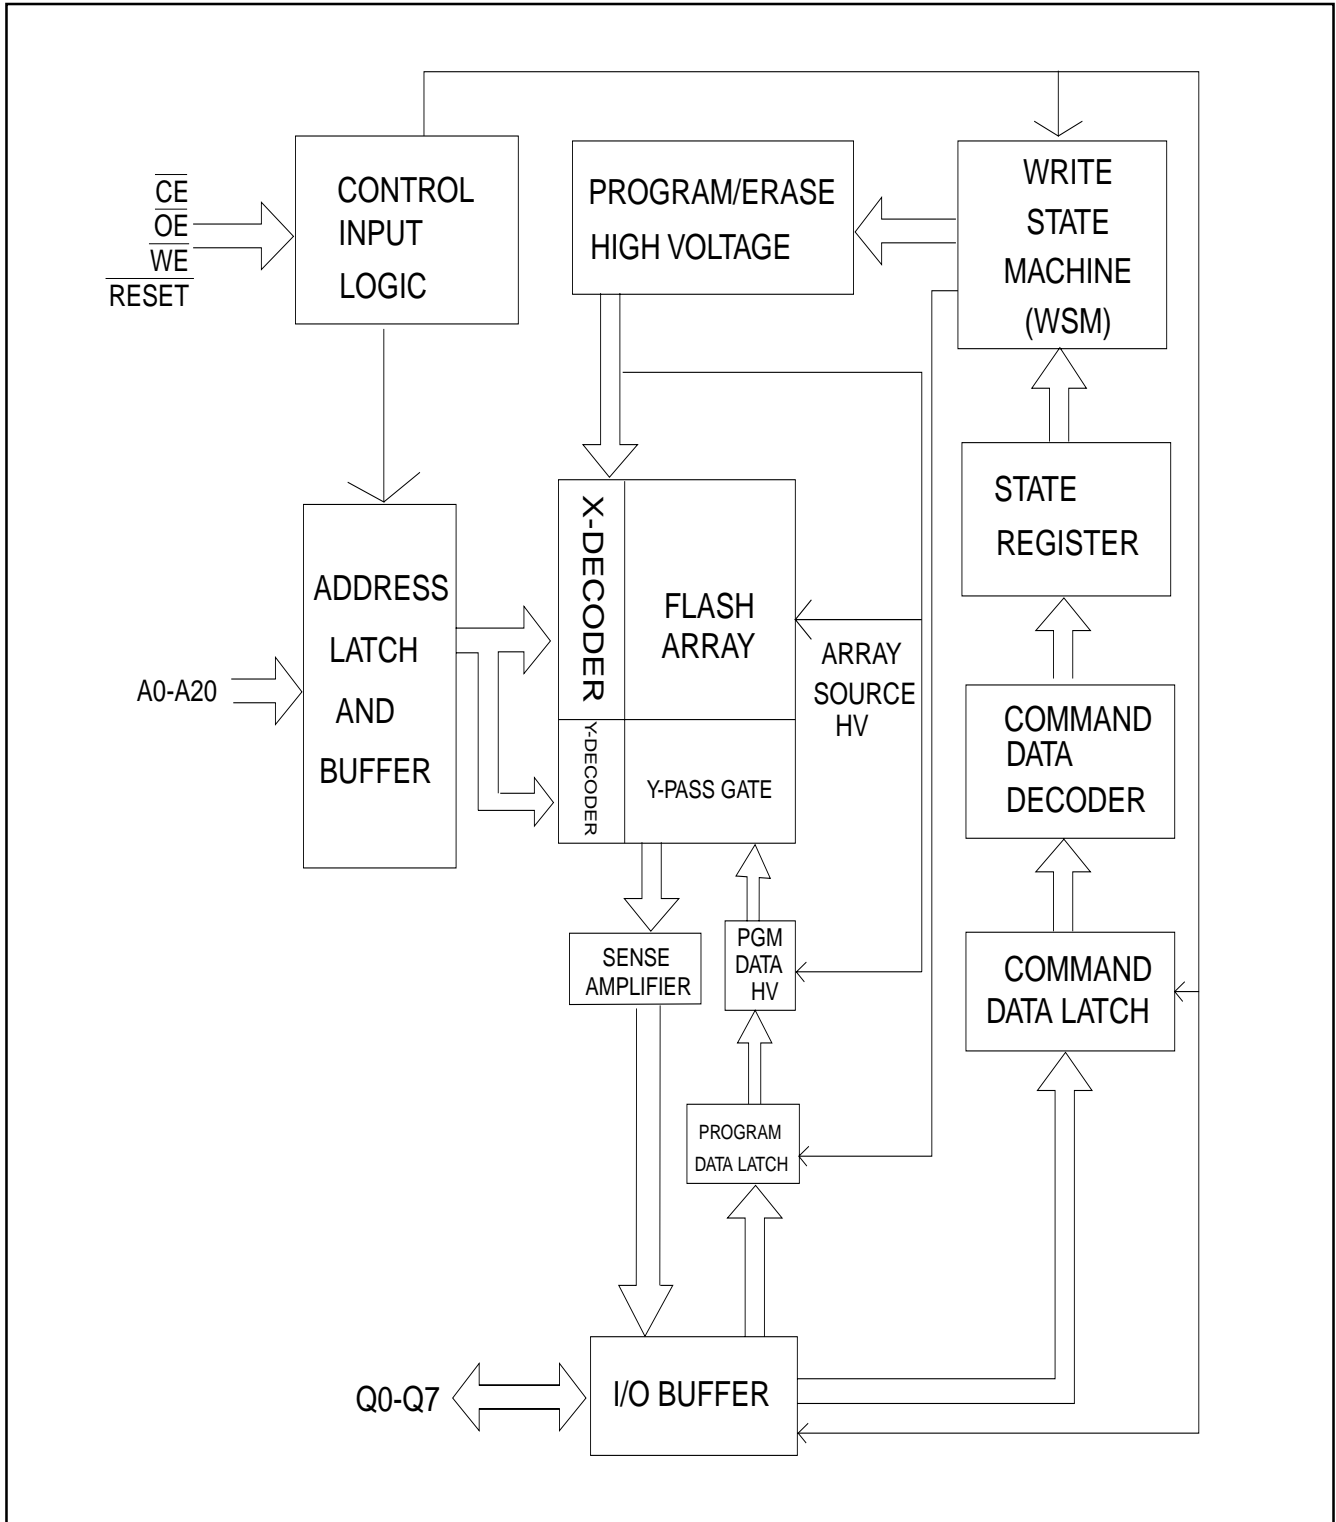 CE
OE
WE
RESET
CONTROL
INPUT
LOGIC
PROGRAM/ERASE
HIGH VOLTAGE
WRITE
STATE
MACHINE
(WSM)
STATE
REGISTER
ADDRESS
LATCH
AND
BUFFER
A0-A20
X-DECODER
FLASH
ARRAY
ARRAY
SOURCE
HV
Y-DECODER
Y-PASS GATE
COMMAND
DATA
DECODER
SENSE
AMPLIFIER
PGM
DATA
HV
COMMAND
DATA LATCH
PROGRAM
DATA LATCH
Q0-Q7
I/O BUFFER